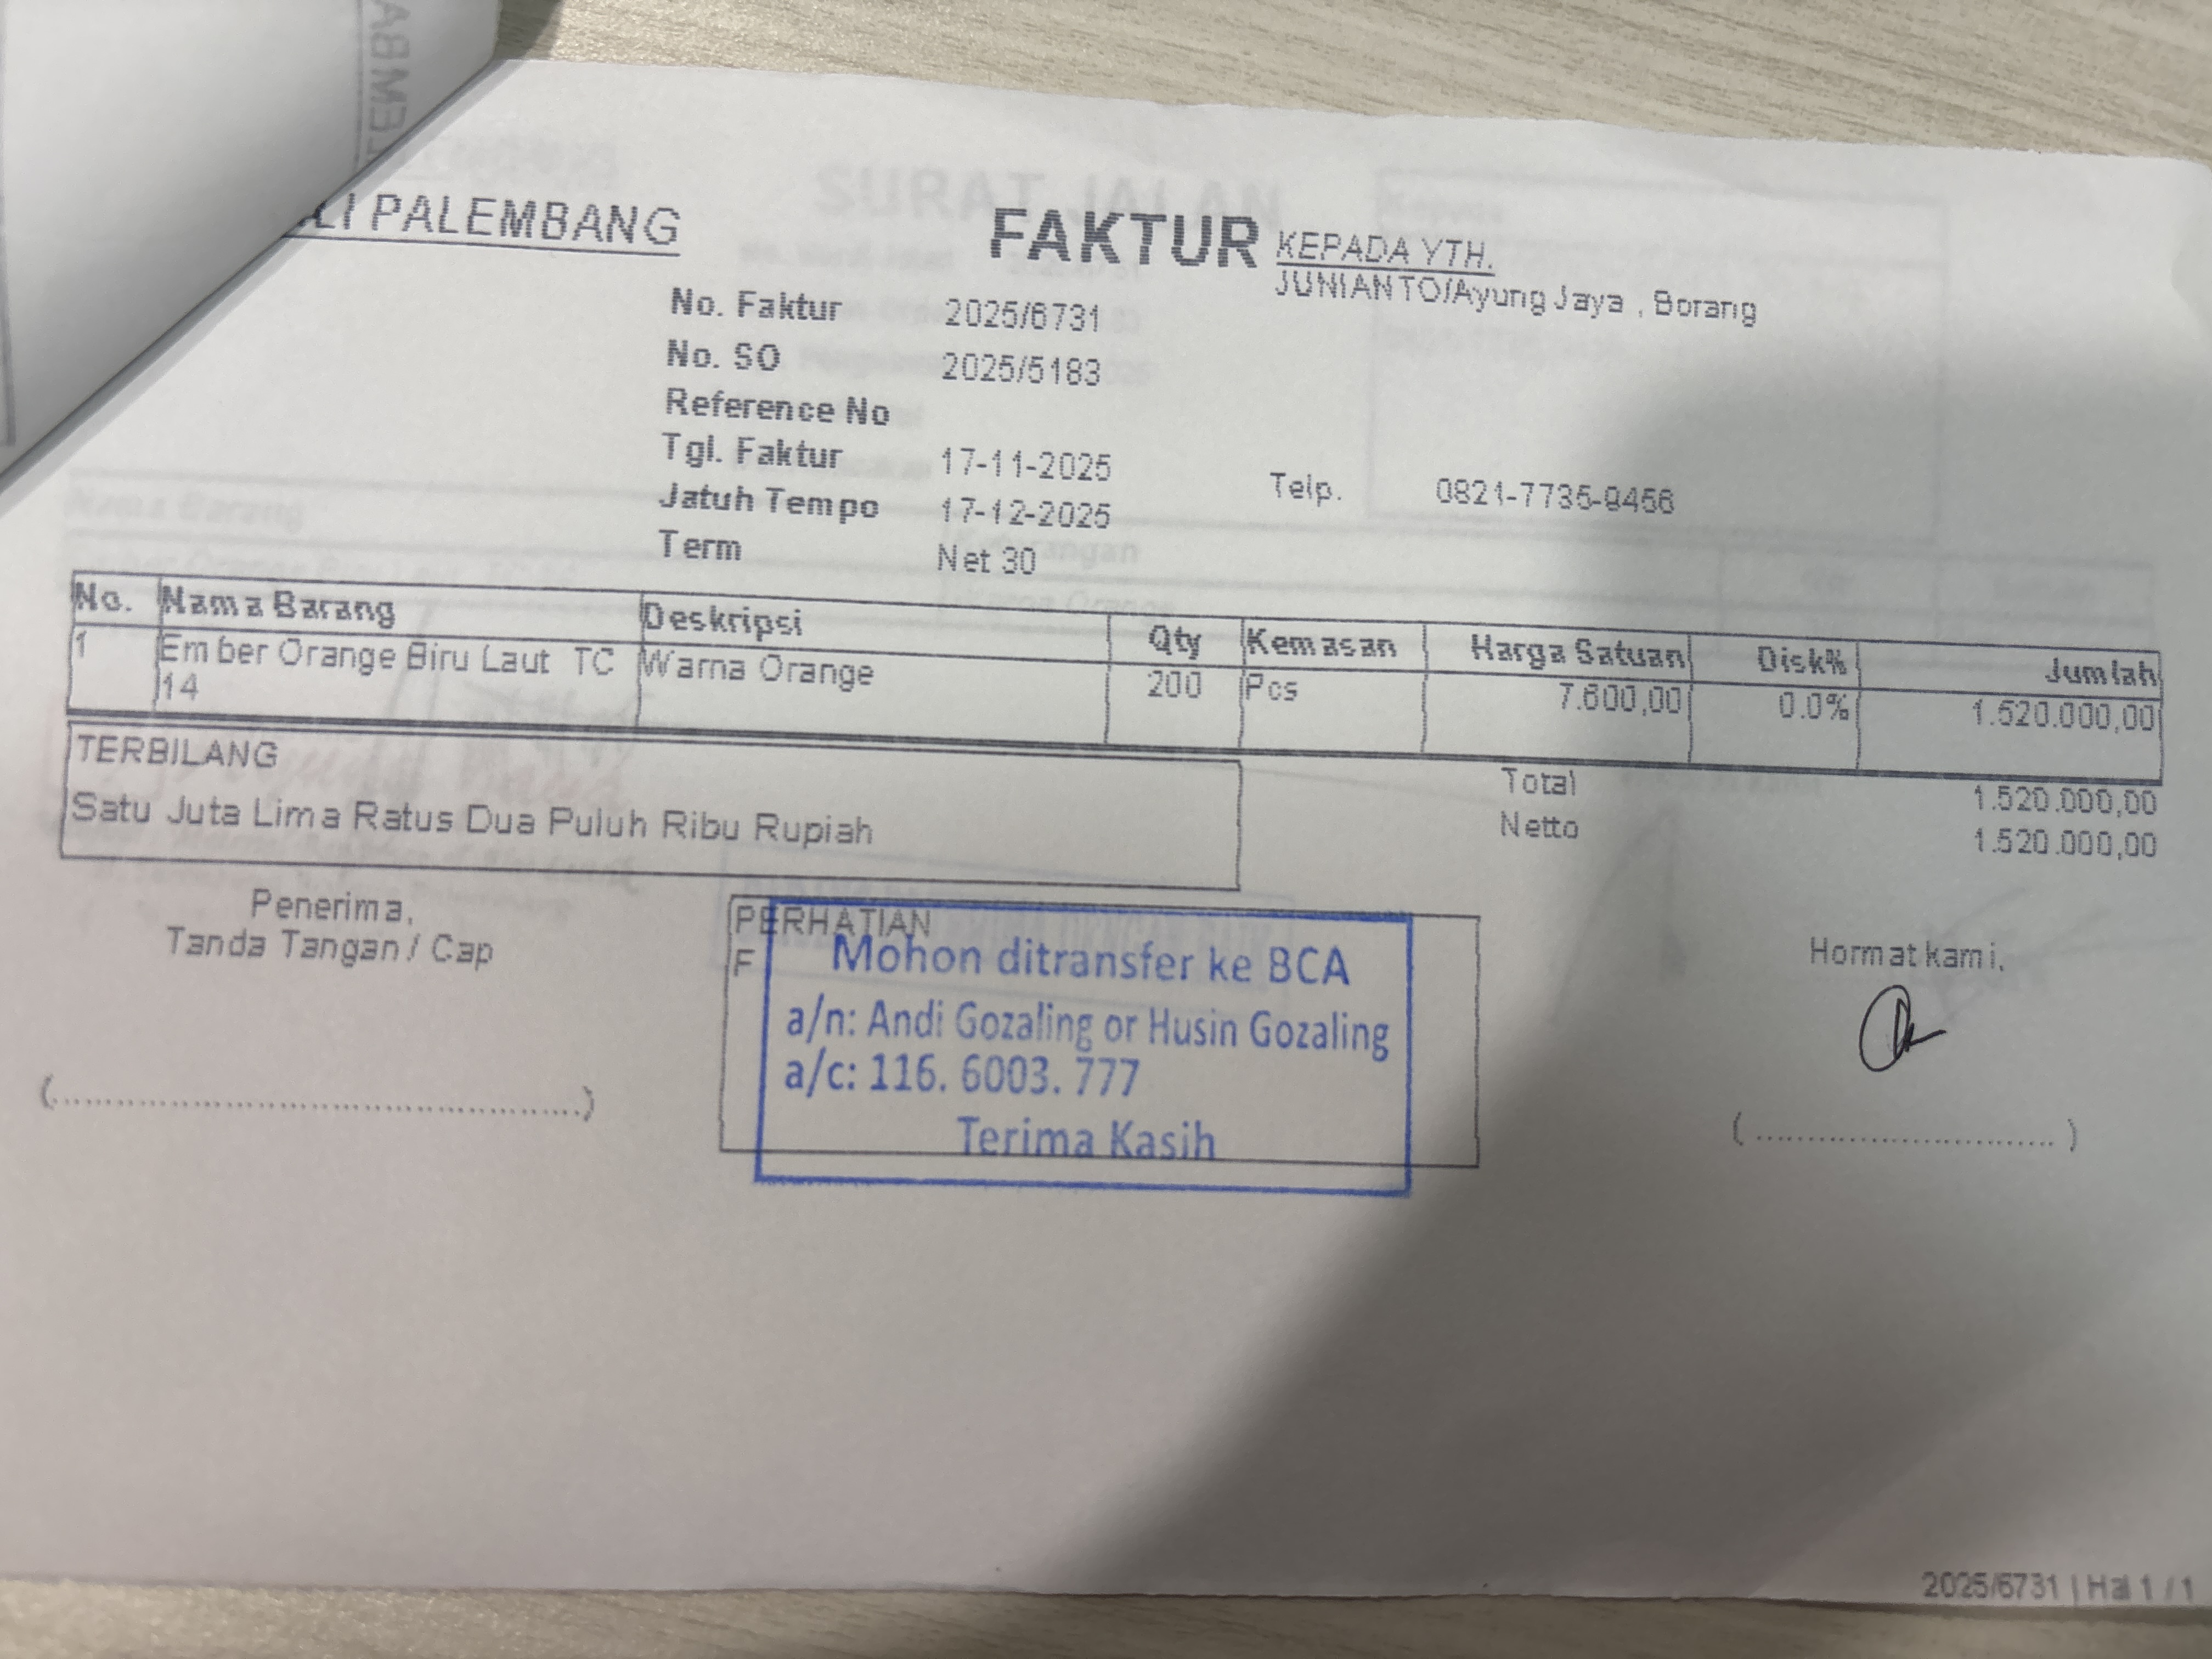 LI PALEMBANG
FAKTUR
KEPADA YTH.
JUNIANTO/Ayung Jaya , Borang
No. Faktur 2025/6731
No. SO 2025/5183
Reference No
Tgl. Faktur 17-11-2025
Jatuh Tempo 17-12-2025
Term Net 30
Telp. 0821-7735-9456
No. Nama Barang Deskripsi Qty Kemasan Harga Satuan Disk% Jumlah
1 Ember Orange Biru Laut TC Warna Orange 200 Pcs 7.600,00 0.0% 1.520.000,00
14
TERBILANG
Satu Juta Lima Ratus Dua Puluh Ribu Rupiah
Total 1.520.000,00
Netto 1.520.000,00
Penerima,
Tanda Tangan / Cap
(..........................................................)
PERHATIAN
F
Mohon ditransfer ke BCA
a/n: Andi Gozaling or Husin Gozaling
a/c: 116. 6003. 777
Terima Kasih
Hormat kami,
( ................................. )
2025/6731 | Hal 1 / 1
SURAT JALAN
Nama Barang